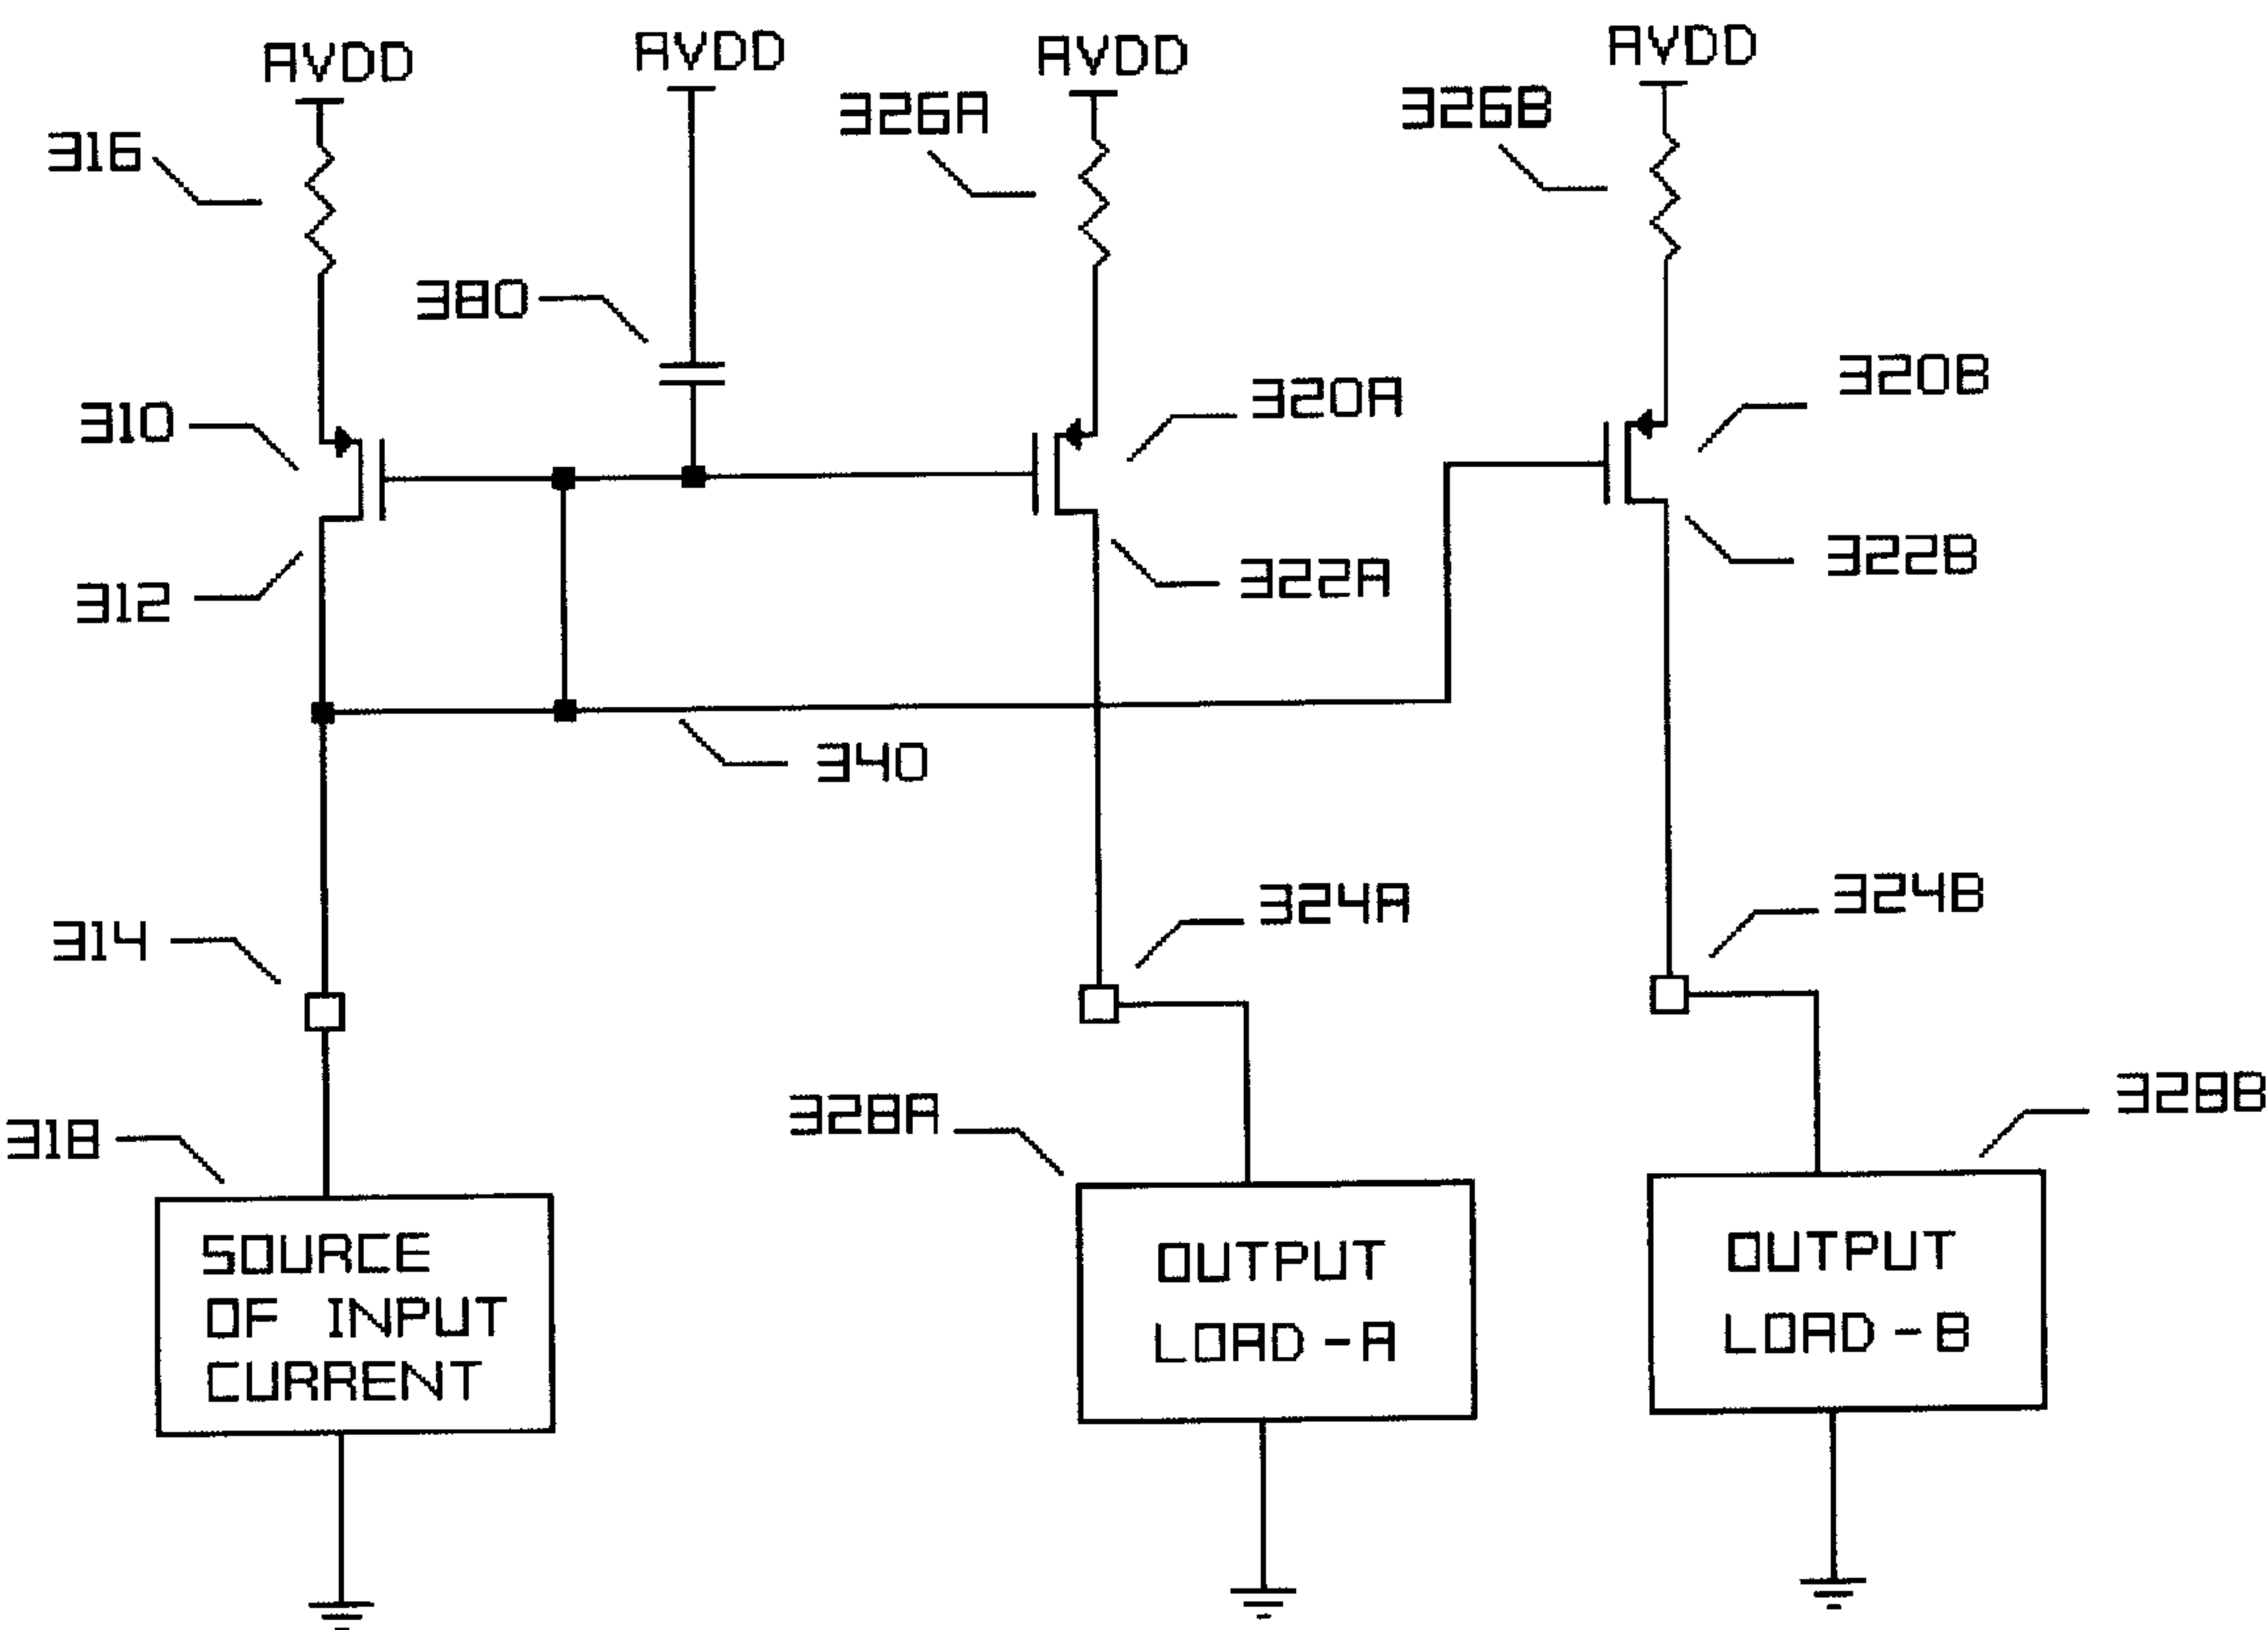 AVDD
AVDD
AVDD
AVDD
316
326A
326B
380
310
320A
320B
312
322A
322B
340
314
324A
324B
318
328A
328B
SOURCE
OF INPUT
CURRENT
OUTPUT
LOAD-A
OUTPUT
LOAD-B